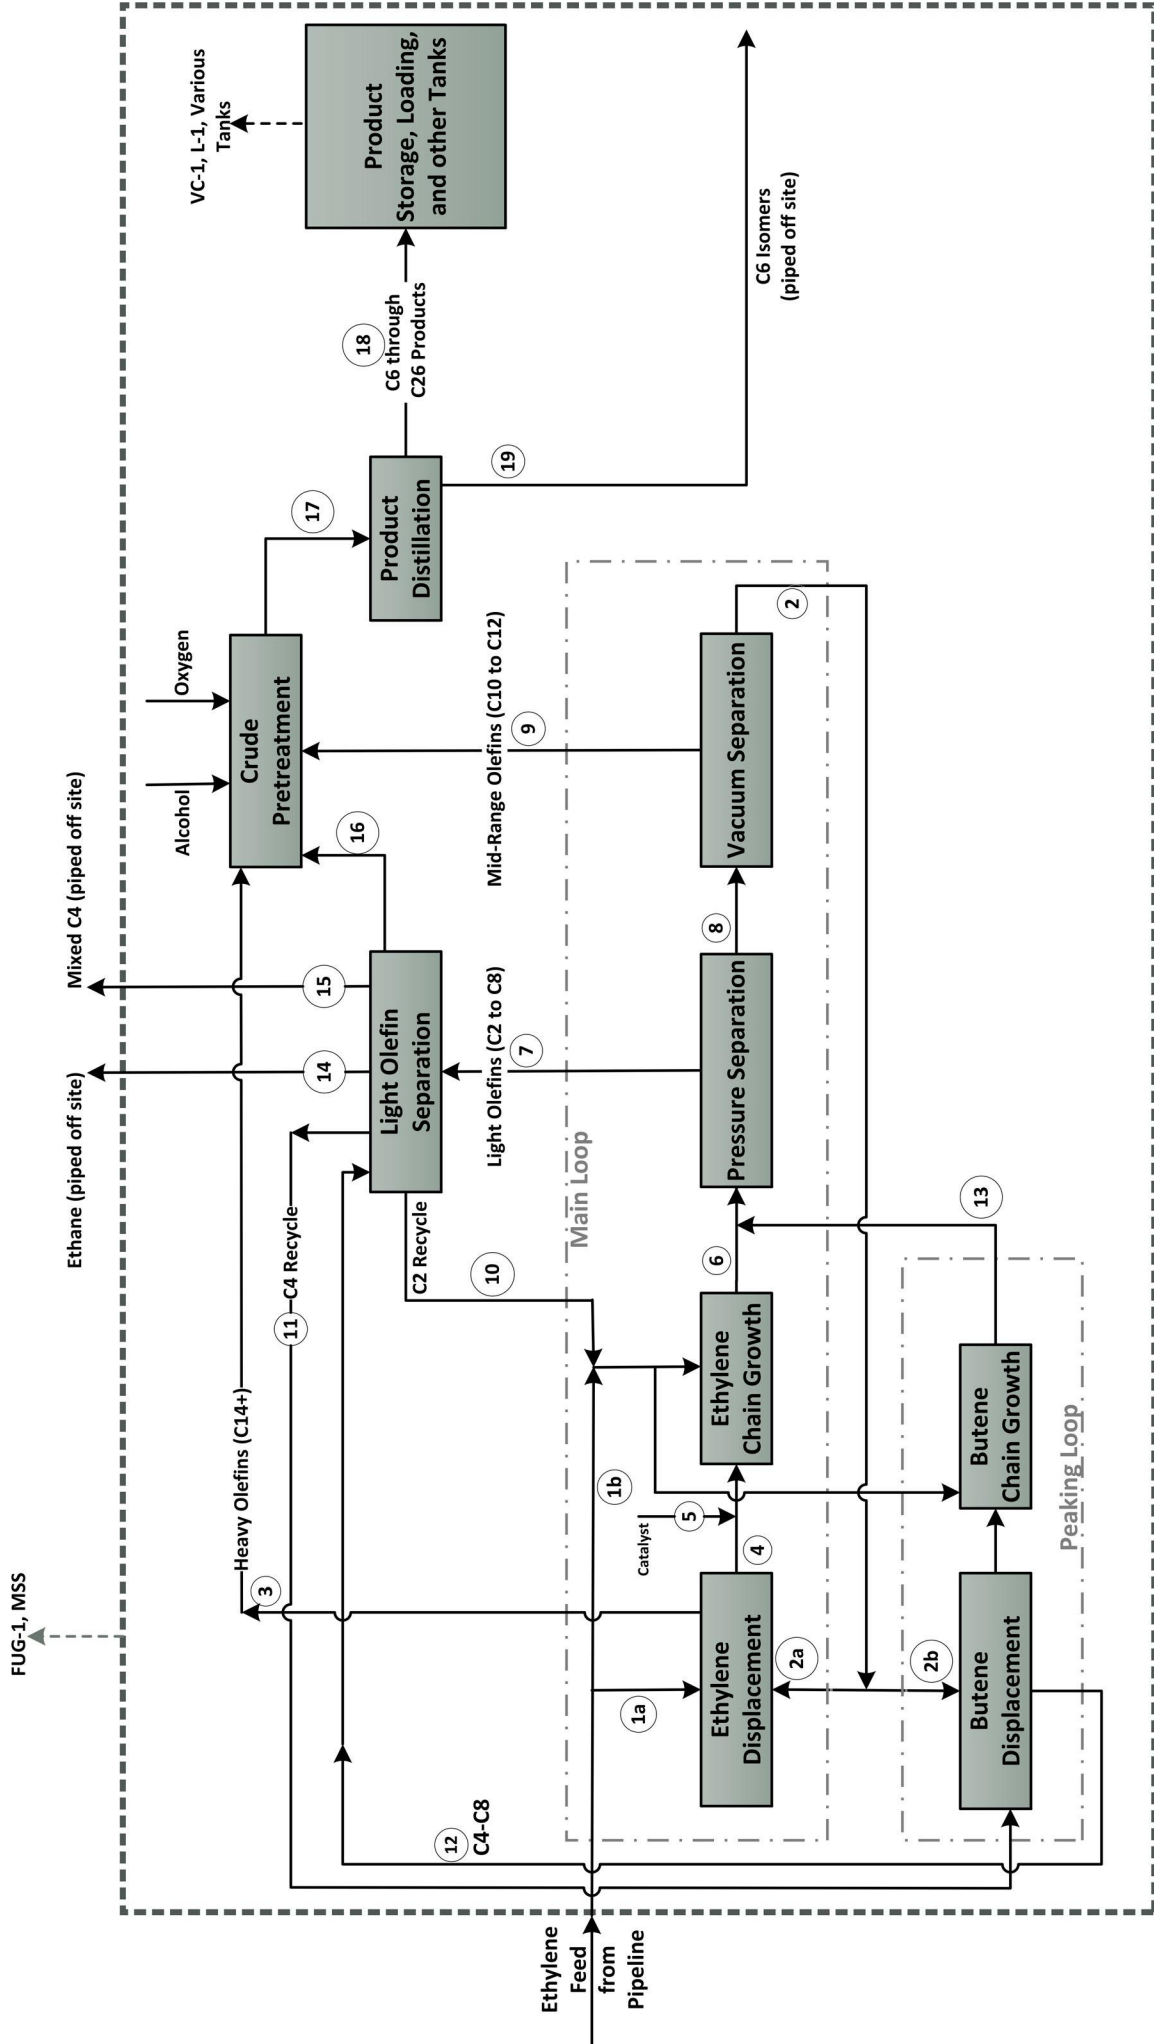 FUG-1, MSS
Ethane (piped off site)
Mixed C4 (piped off site)
VC-1, L-1, Various
Tanks
Alcohol
Oxygen
Heavy Olefins (C14+)
3
11
C4 Recycle
14
15
16
Crude
Pretreatment
17
Product
Storage, Loading,
and other Tanks
12
C4-C8
Light Olefin
Separation
Product
Distillation
18
C6 through
C26 Products
C2 Recycle
10
Light Olefins (C2 to C8)
7
Mid-Range Olefins (C10 to C12)
9
19
Ethylene
Feed
from
Pipeline
Main Loop
1a
1b
Catalyst
5
Ethylene
Displacement
4
Ethylene
Chain Growth
6
Pressure Separation
8
Vacuum Separation
2
C6 Isomers
(piped off site)
2a
2b
13
Butene
Displacement
Butene
Chain Growth
Peaking Loop